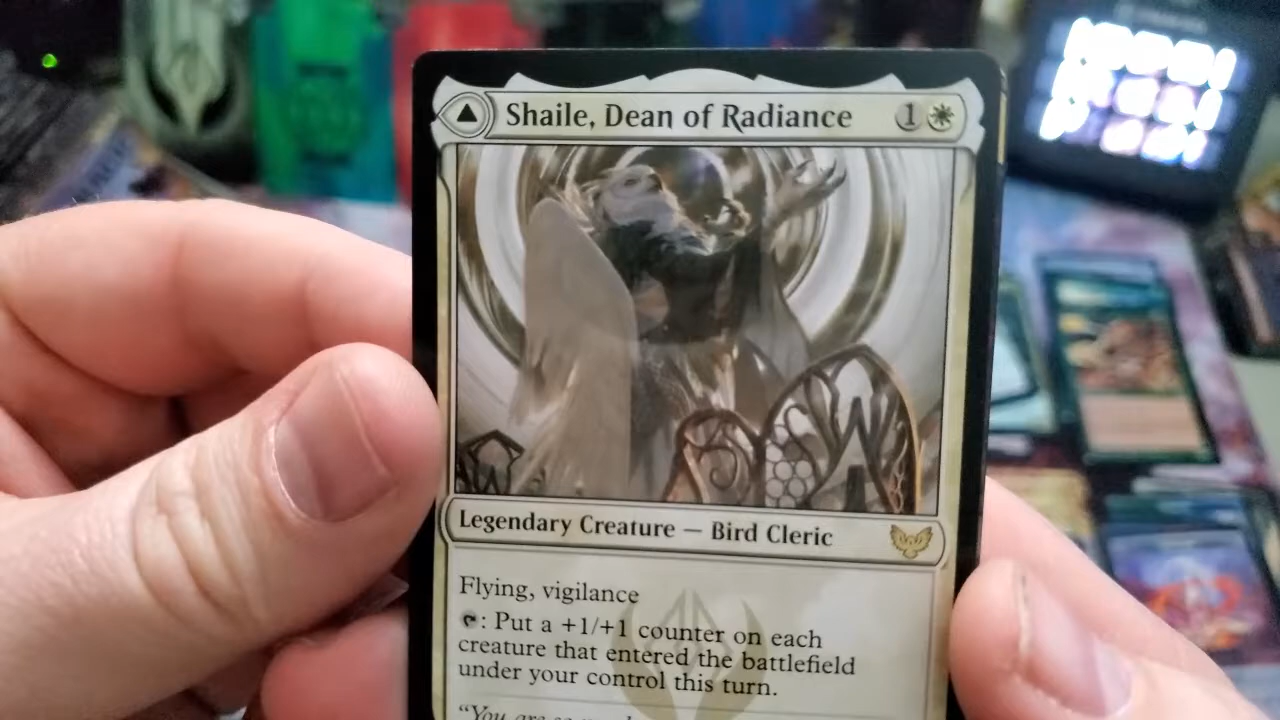 Shaile, Dean of Radiance 1
Legendary Creature — Bird Cleric
Flying, vigilance
: Put a +1/+1 counter on each
creature that entered the battlefield
under your control this turn.
“You are